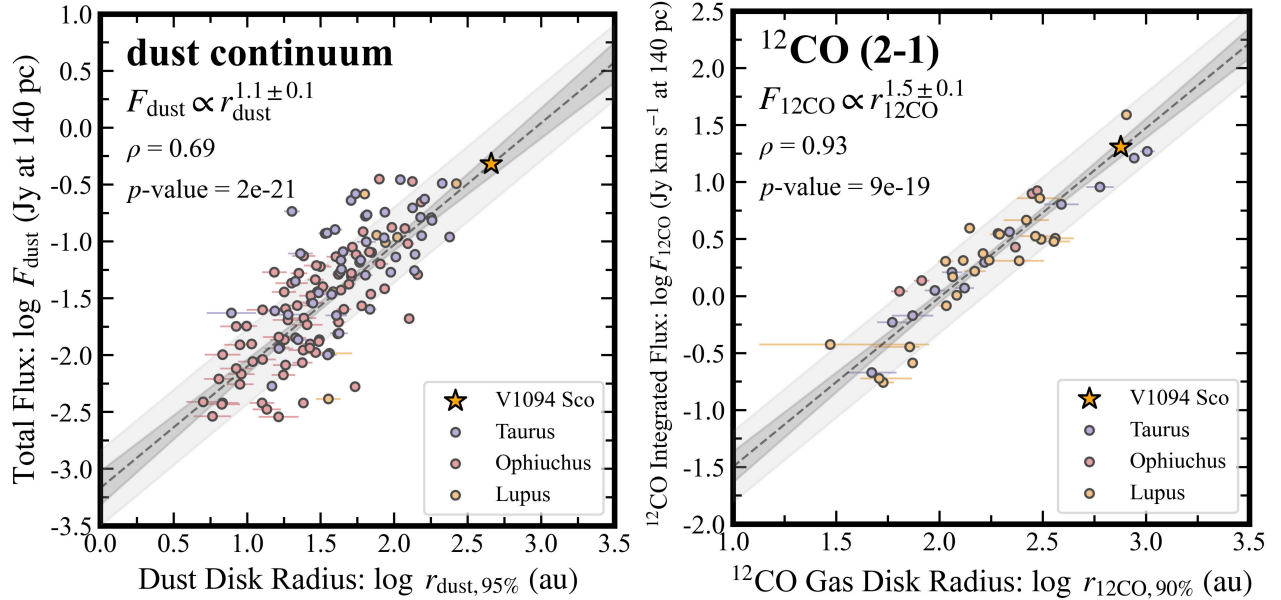 dust continuum
F_dust ∝ r_dust^1.1±0.1
ρ = 0.69
p-value = 2e-21
Total Flux: log F_dust (Jy at 140 pc)
1.0
0.5
0.0
-0.5
-1.0
-1.5
-2.0
-2.5
-3.0
-3.5
V1094 Sco
Taurus
Ophiuchus
Lupus
0.0 0.5 1.0 1.5 2.0 2.5 3.0 3.5
Dust Disk Radius: log r_dust, 95% (au)
¹²CO (2-1)
F_12CO ∝ r_12CO^1.5±0.1
ρ = 0.93
p-value = 9e-19
¹²CO Integrated Flux: log F_12CO (Jy km s⁻¹ at 140 pc)
2.5
2.0
1.5
1.0
0.5
0.0
-0.5
-1.0
-1.5
-2.0
V1094 Sco
Taurus
Ophiuchus
Lupus
1.0 1.5 2.0 2.5 3.0 3.5
¹²CO Gas Disk Radius: log r_12CO, 90% (au)